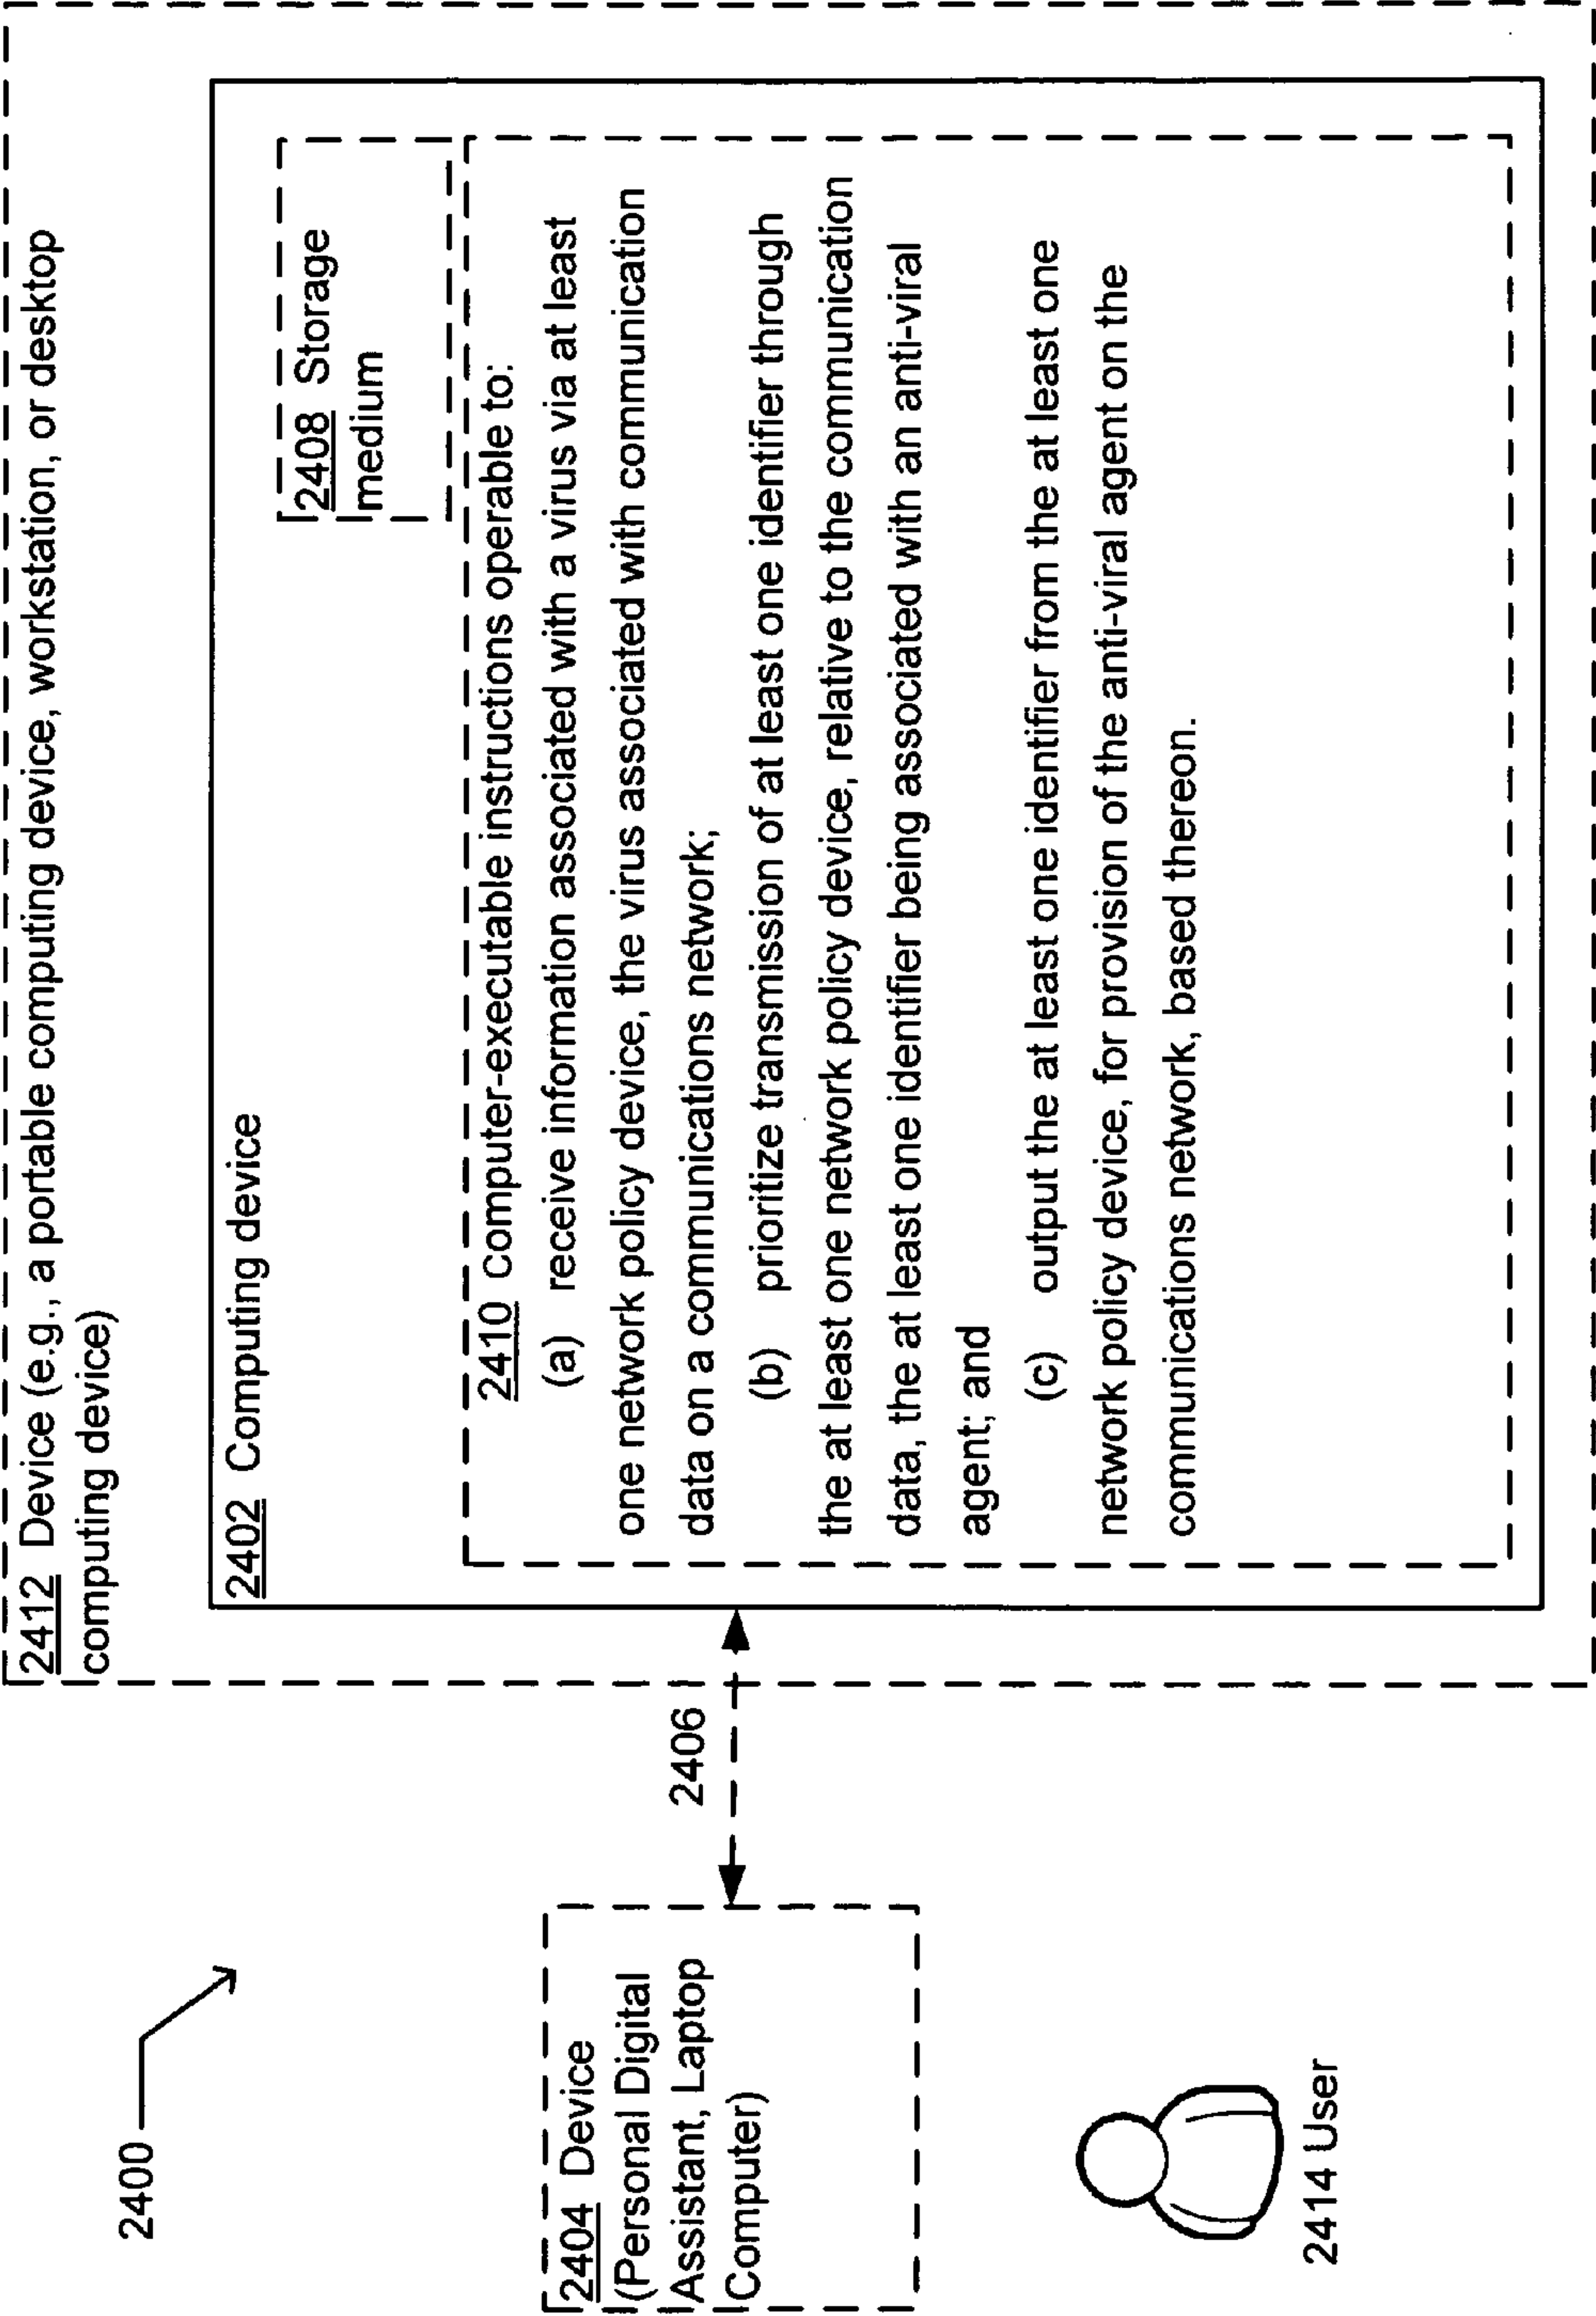 2400
2412 Device (e.g., a portable computing device, workstation, or desktop
computing device)
2402 Computing device
2408 Storage
medium
2410 Computer-executable instructions operable to:
(a) receive information associated with a virus via at least
one network policy device, the virus associated with communication
data on a communications network;
(b) prioritize transmission of at least one identifier through
the at least one network policy device, relative to the communication
data, the at least one identifier being associated with an anti-viral
agent; and
(c) output the at least one identifier from the at least one
network policy device, for provision of the anti-viral agent on the
communications network, based thereon.
2406
2404 Device
(Personal Digital
Assistant, Laptop
Computer)
2414 User